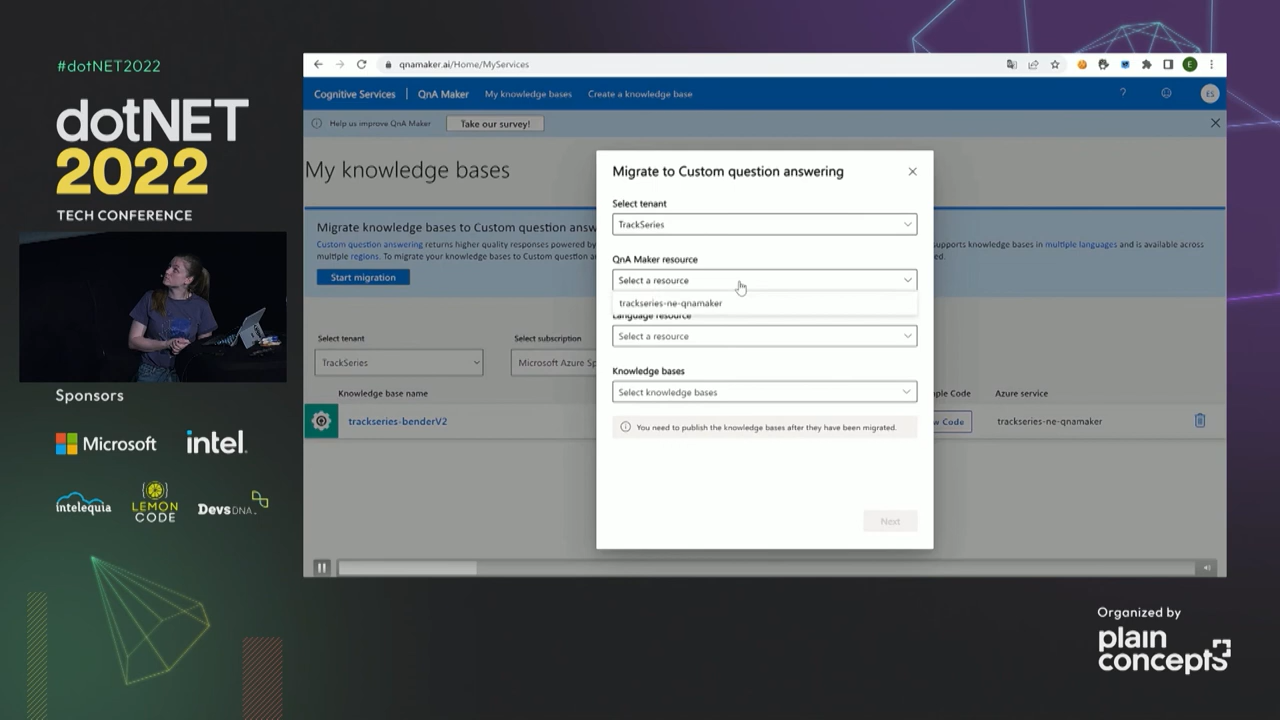 #dotNET2022
dotNET
2022
TECH CONFERENCE
Sponsors
Microsoft
intel.
intelequia
LEMON
CODE
DevsDNA
qnamaker.ai/Home/MyServices
E
Cognitive Services | QnA Maker My knowledge bases Create a knowledge base
? ES
Help us improve QnA Maker Take our survey!
My knowledge bases
Migrate knowledge bases to Custom question answ
Custom question answering returns higher quality responses powered by
upports knowledge bases in multiple languages and is available across
multiple regions. To migrate your knowledge bases to Custom question a
ed.
Start migration
Select tenant Select subscription
TrackSeries Microsoft Azure Sp
Knowledge base name
ple Code Azure service
trackseries-benderV2
w Code trackseries-ne-qnamaker
Migrate to Custom question answering
Select tenant
TrackSeries
QnA Maker resource
Select a resource
trackseries-ne-qnamaker
Language resource
Select a resource
Knowledge bases
Select knowledge bases
You need to publish the knowledge bases after they have been migrated.
Next
Organized by
plain
concepts